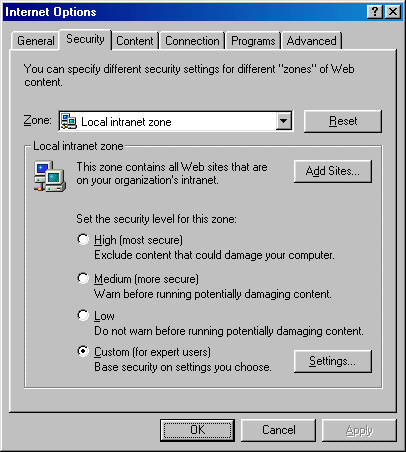 Internet Options
General Security Content Connection Programs Advanced
You can specify different security settings for different "zones" of Web
content.
Zone: Local intranet zone Reset
Local intranet zone
This zone contains all Web sites that are
on your organization's intranet.
Add Sites...
Set the security level for this zone:
High (most secure)
Exclude content that could damage your computer.
Medium (more secure)
Warn before running potentially damaging content.
Low
Do not warn before running potentially damaging content.
Custom (for expert users)
Base security on settings you choose.
Settings...
OK Cancel Apply